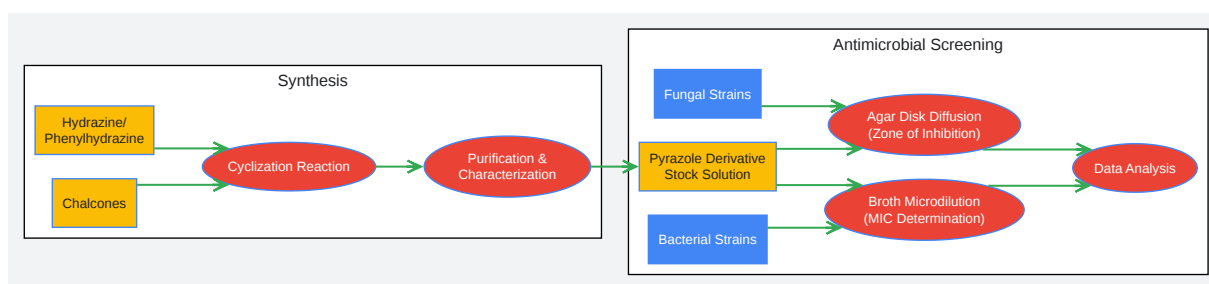 Synthesis
Hydrazine/
Phenylhydrazine
Chalcones
Cyclization Reaction
Purification &
Characterization
Antimicrobial Screening
Fungal Strains
Pyrazole Derivative
Stock Solution
Bacterial Strains
Agar Disk Diffusion
(Zone of Inhibition)
Broth Microdilution
(MIC Determination)
Data Analysis